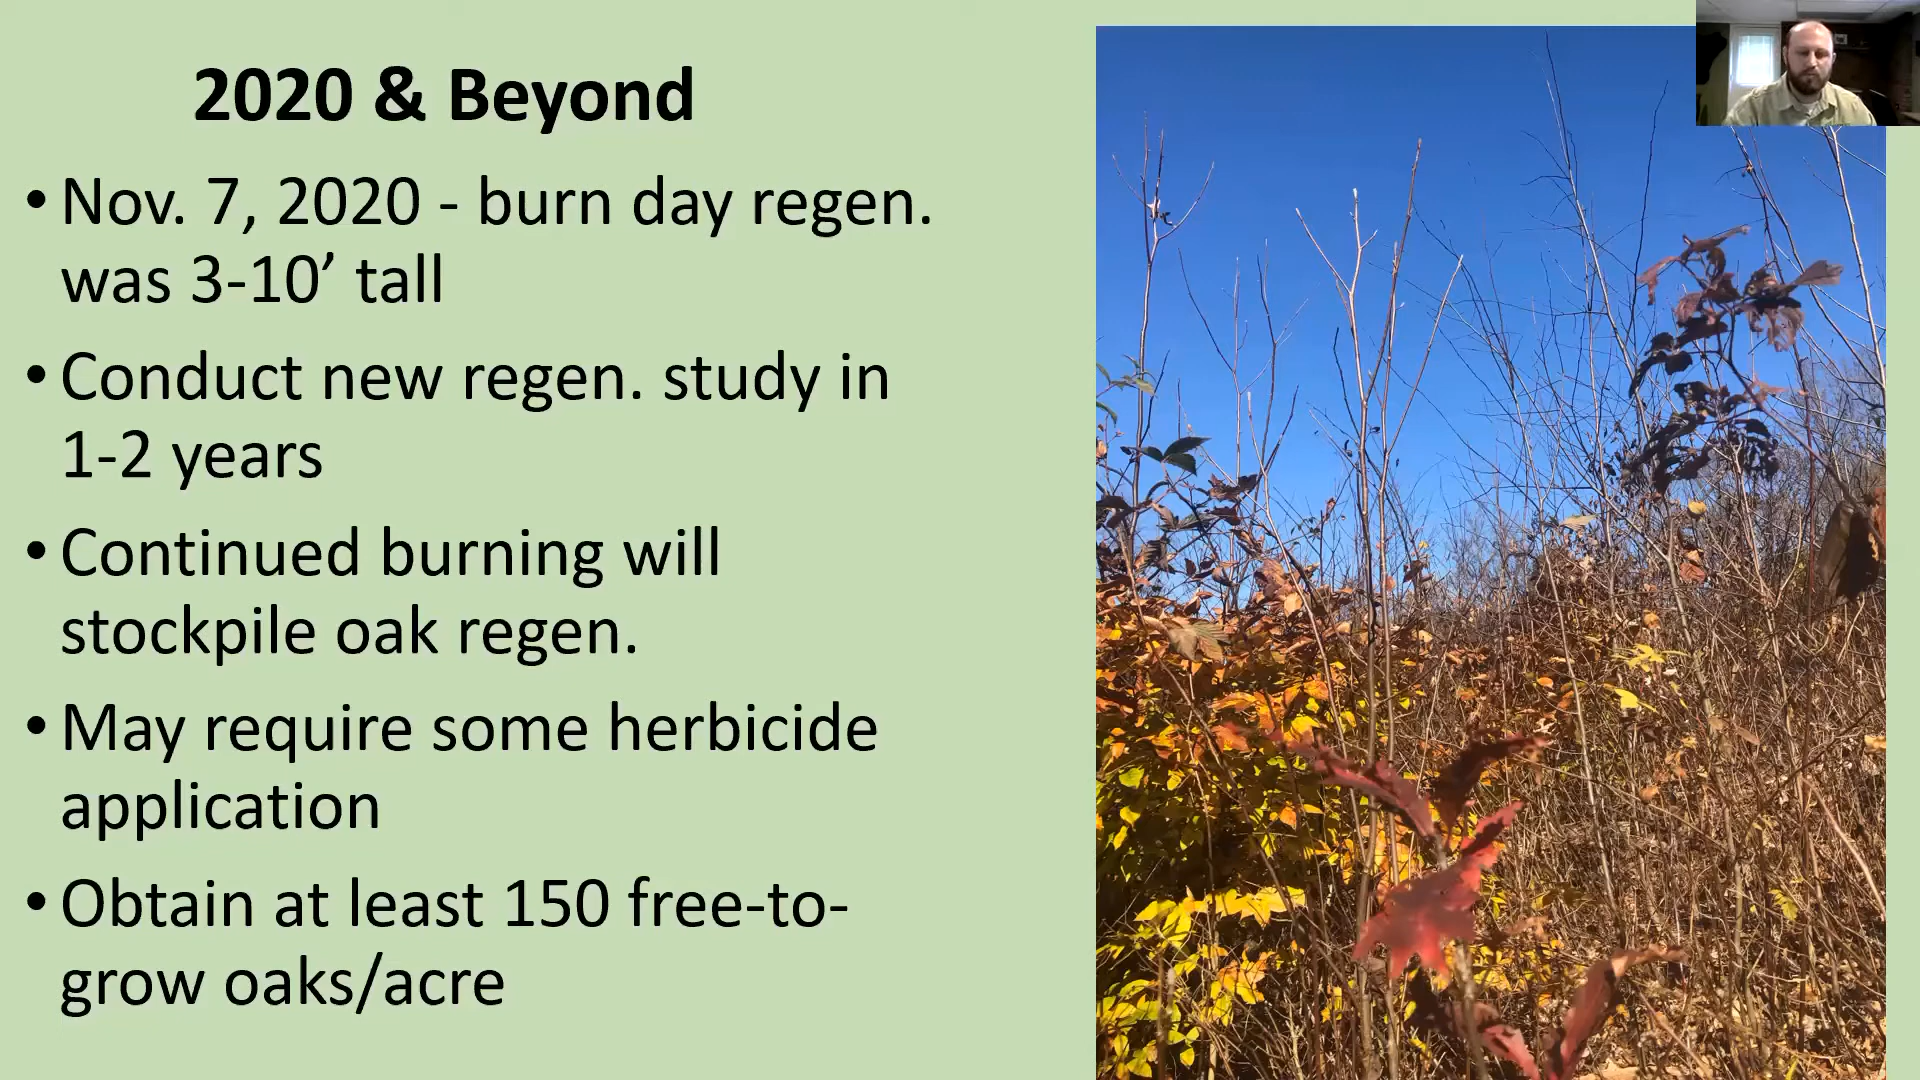 2020 & Beyond
• Nov. 7, 2020 - burn day regen.
was 3-10’ tall
• Conduct new regen. study in
1-2 years
• Continued burning will
stockpile oak regen.
• May require some herbicide
application
• Obtain at least 150 free-to-
grow oaks/acre